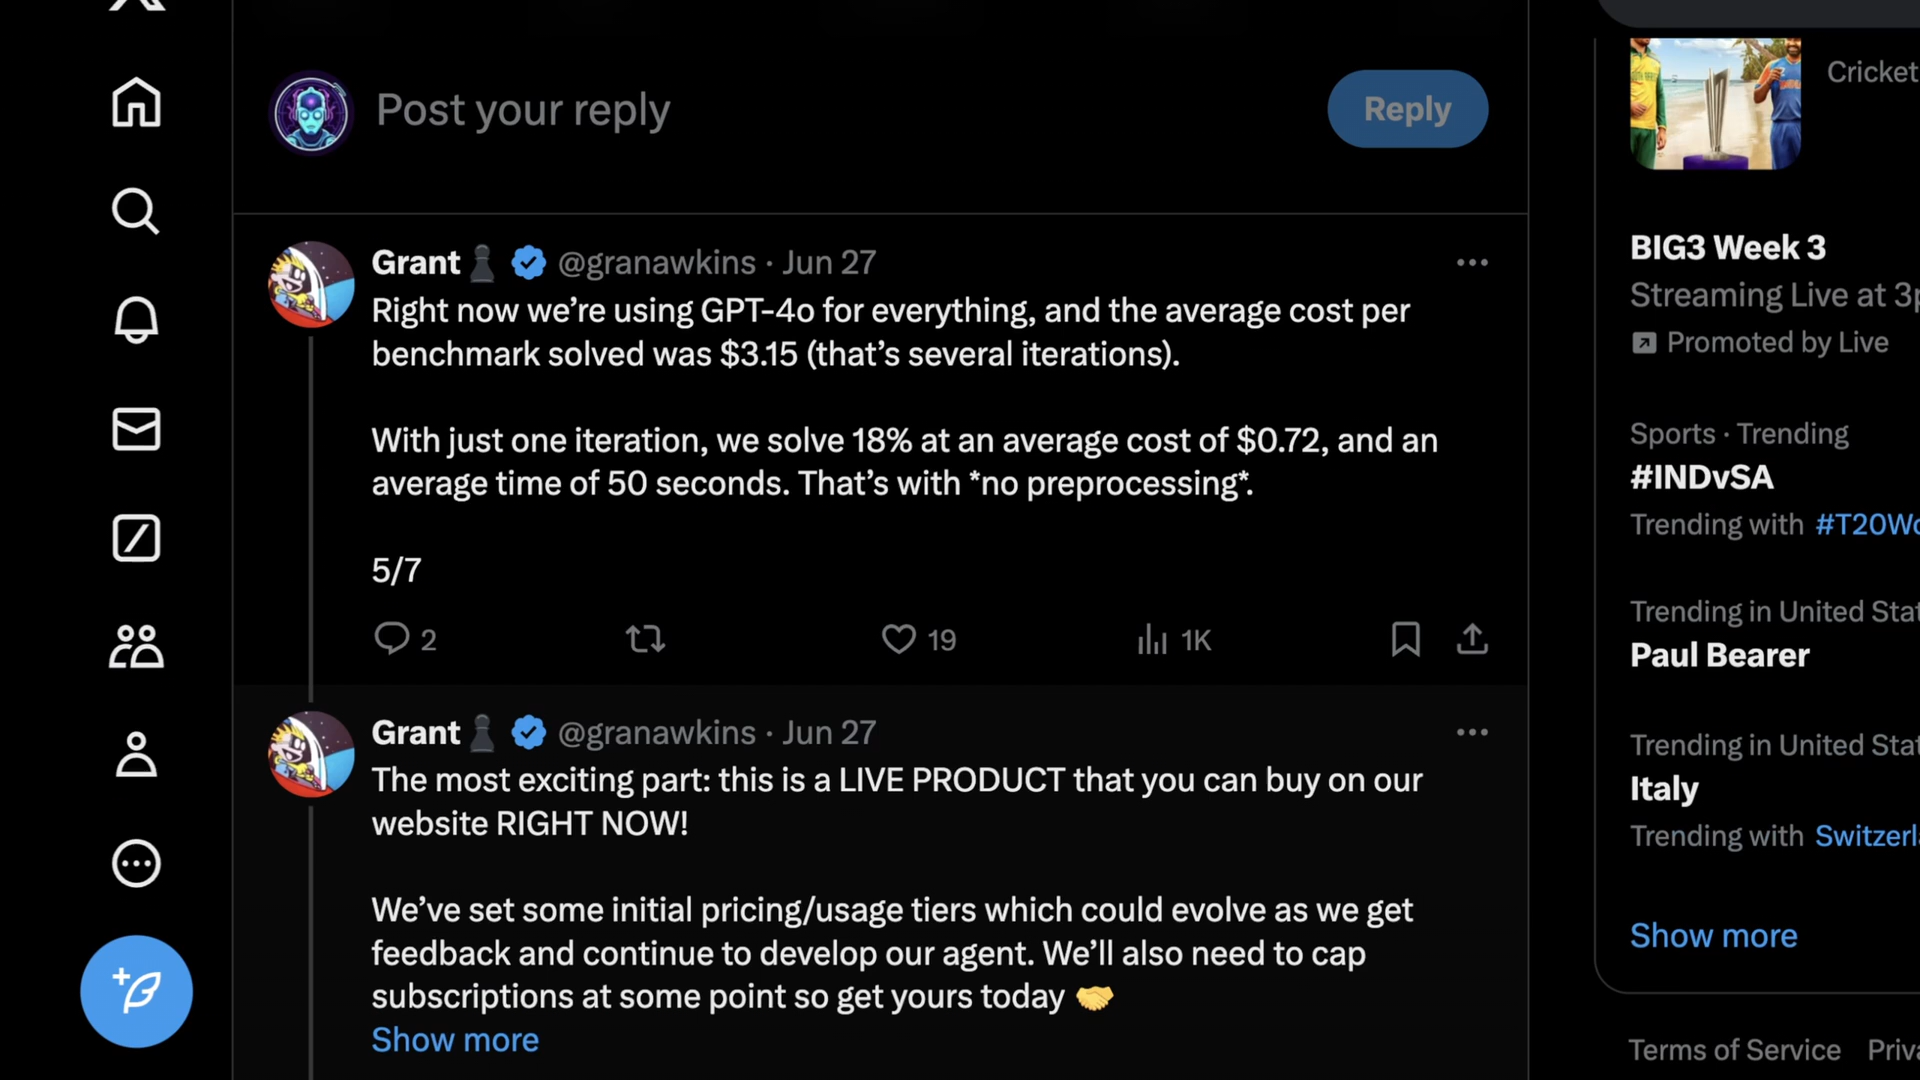 Post your reply
Reply
Grant @granawkins · Jun 27
Right now we're using GPT-4o for everything, and the average cost per
benchmark solved was $3.15 (that's several iterations).
With just one iteration, we solve 18% at an average cost of $0.72, and an
average time of 50 seconds. That's with *no preprocessing*.
5/7
2
19
1K
Grant @granawkins · Jun 27
The most exciting part: this is a LIVE PRODUCT that you can buy on our
website RIGHT NOW!
We've set some initial pricing/usage tiers which could evolve as we get
feedback and continue to develop our agent. We'll also need to cap
subscriptions at some point so get yours today 🤝
Show more
Cricket
BIG3 Week 3
Streaming Live at 3p
Promoted by Live
Sports · Trending
#INDvSA
Trending with #T20Wo
Trending in United Stat
Paul Bearer
Trending in United Stat
Italy
Trending with Switzerla
Show more
Terms of Service Priva